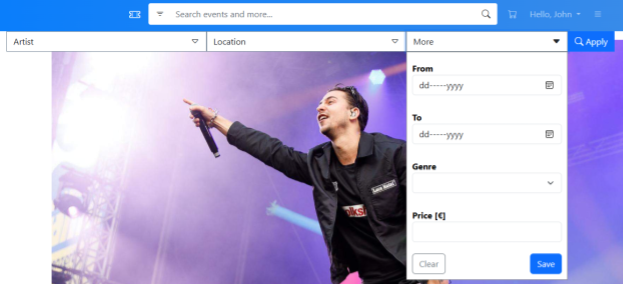 Search events and more...
Hello, John
Artist
Location
More
Apply
From
dd-----yyyy
To
dd-----yyyy
Genre
Price [€]
Clear
Save